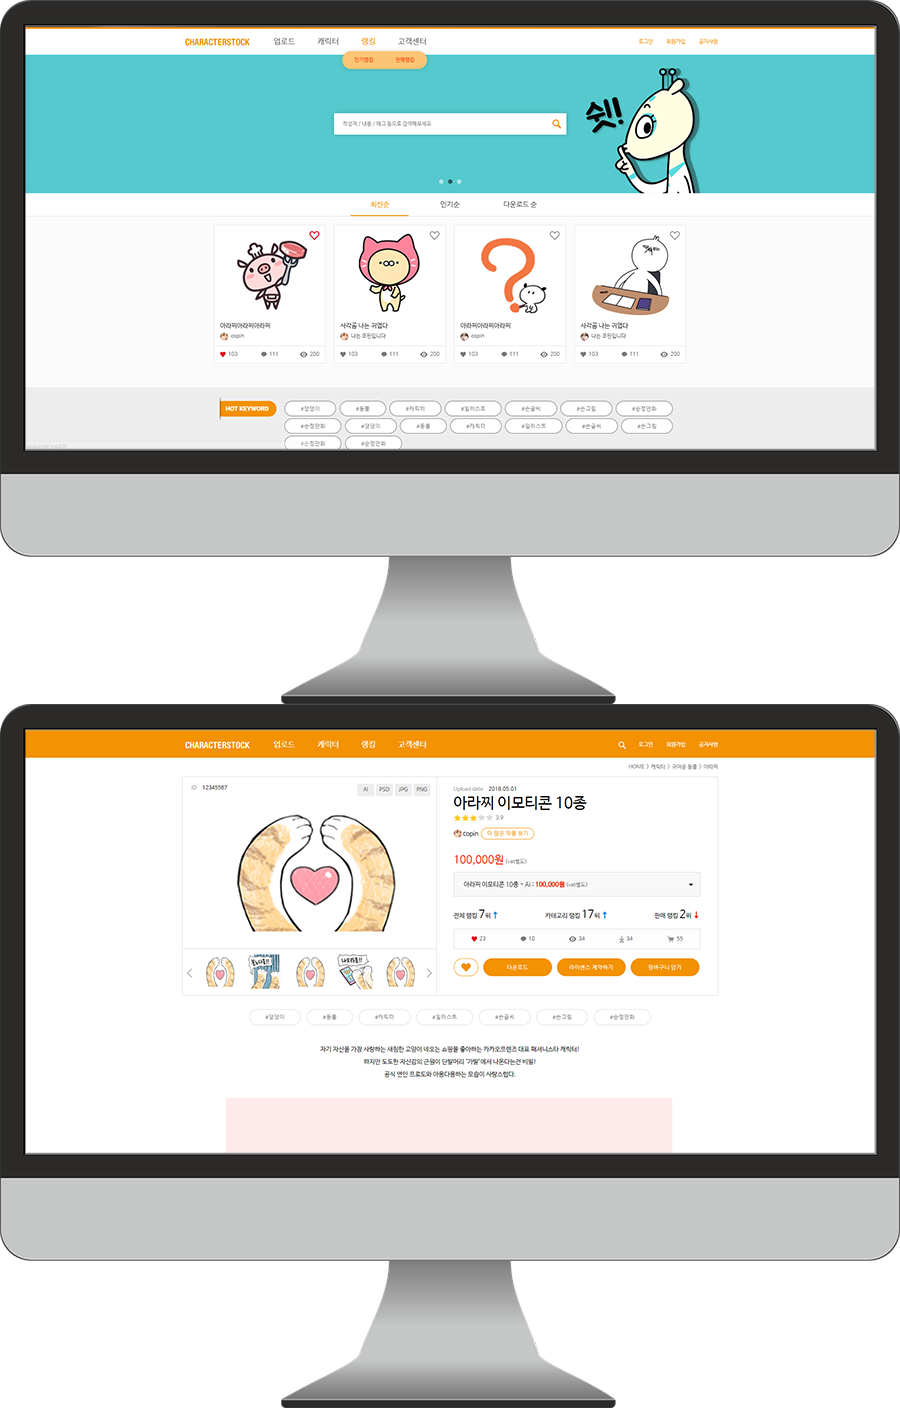 CHARACTERSTOCK 업로드 캐릭터 랭킹 고객센터 로그인 회원가입 공지사항
인기랭킹 판매랭킹
쉿!
작성자 / 내용 / 태그 등으로 검색해보세요
최신순 인기순 다운로드 순
아라찌아라찌아라찌 사각곰 나는 귀엽다 아라찌아라찌아라찌 사각곰 나는 귀엽다
copin 나는 코핀입니다 copin 나는 코핀입니다
103 111 200 103 111 200 103 111 200 103 111 200
HOT KEYWORD #댕댕이 #동물 #캐릭터 #일러스트 #손글씨 #손그림 #순정만화
#순정만화 #댕댕이 #동물 #캐릭터 #일러스트 #손글씨 #손그림
#순정만화 #순정만화
CHARACTERSTOCK 업로드 캐릭터 랭킹 고객센터 로그인 회원가입 공지사항
HOME > 캐릭터 > 귀여운 동물 > 아라찌
ID 12345567 AI PSD JPG PNG
Upload date 2018.05.01
아라찌 이모티콘 10종
3.9
copin 더 많은 작품 보기
100,000원 (vat별도)
아라찌 이모티콘 10종 - Ai : 100,000원 (vat별도)
전체 랭킹 7위 카테고리 랭킹 17위 판매 랭킹 2위
23 10 34 34 55
다운로드 라이센스 계약하기 장바구니 담기
#댕댕이 #동물 #캐릭터 #일러스트 #손글씨 #손그림 #순정만화
자기 자신을 가장 사랑하는 새침한 고양이 네오는 쇼핑을 좋아하는 카카오프렌즈 대표 패셔니스타 캐릭터!
하지만 도도한 자신감의 근원이 단발머리 '가발'에서 나온다는건 비밀!
공식 연인 프로도와 아옹다옹하는 모습이 사랑스럽다.